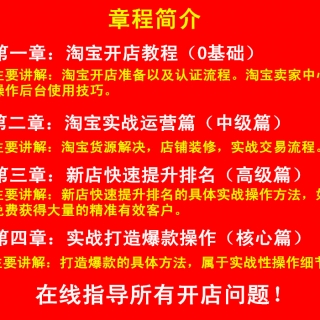 章程简介
第一章：淘宝开店教程（0基础）
主要讲解：淘宝开店准备以及认证流程。淘宝卖家中
操作后台使用技巧。
第二章：淘宝实战运营篇（中级篇）
主要讲解：淘宝货源解决，店铺装修，实战交易流程。
第三章：新店快速提升排名（高级篇）
主要讲解：新店快速提升排名的具体实战操作方法，如
免费获得大量的精准有效客户。
第四章：实战打造爆款操作（核心篇）
主要讲解：打造爆款的具体方法，属于实战性操作细节
在线指导所有开店问题！